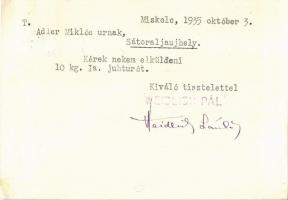 Miskolc, 1935 október 3.
T.
Adler Miklós urnak,
Sátoraljaujhely.
Kérek nekem elküldeni
10 kg. Ia. juhturót.
Kiváló tisztelettel
WEIDLICH PÁL
Weidlich